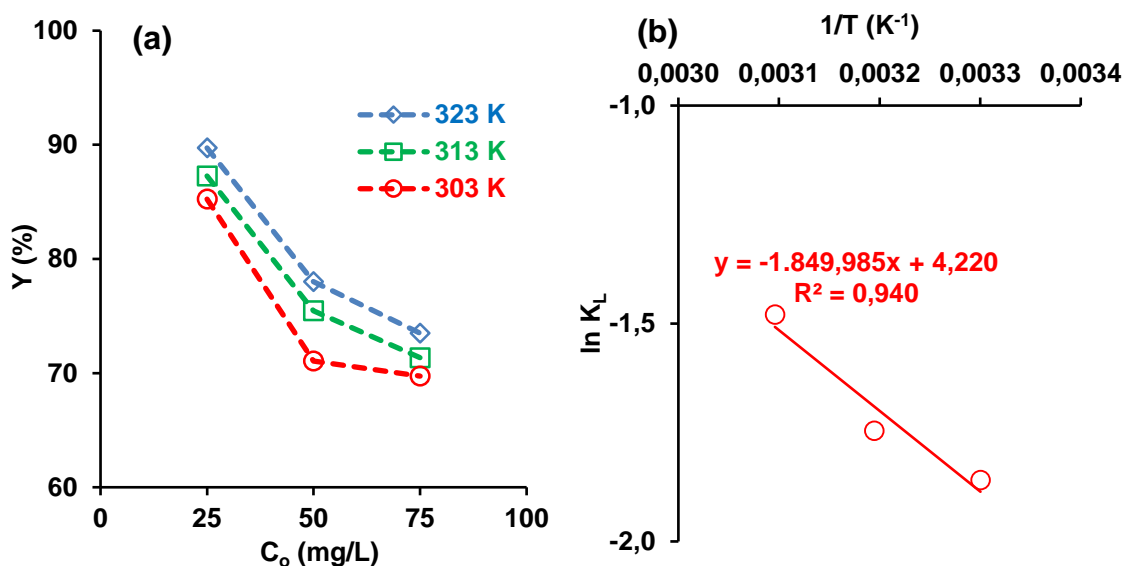 (a)
100
90
80
70
60
Y (%)
0
25
50
75
100
Cₒ (mg/L)
323 K
313 K
303 K
(b)
1/T (K⁻¹)
0,0030
0,0031
0,0032
0,0033
0,0034
-1,0
-1,5
-2,0
ln K_L
y = -1.849,985x + 4,220
R² = 0,940